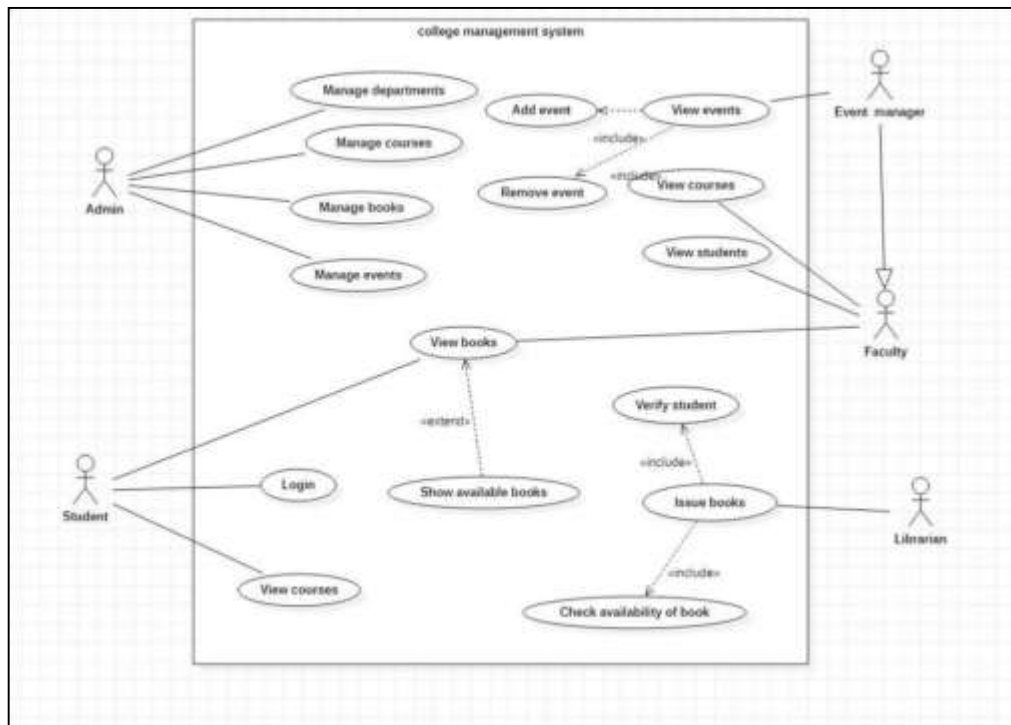 college management system
Manage departments
Add event
View events
Event manager
«include»
Manage courses
«include»
View courses
Remove event
Admin
Manage books
View students
Manage events
View books
Faculty
Verify student
«extend»
«include»
Login
Show available books
Issue books
Student
Librarian
«include»
View courses
Check availability of book